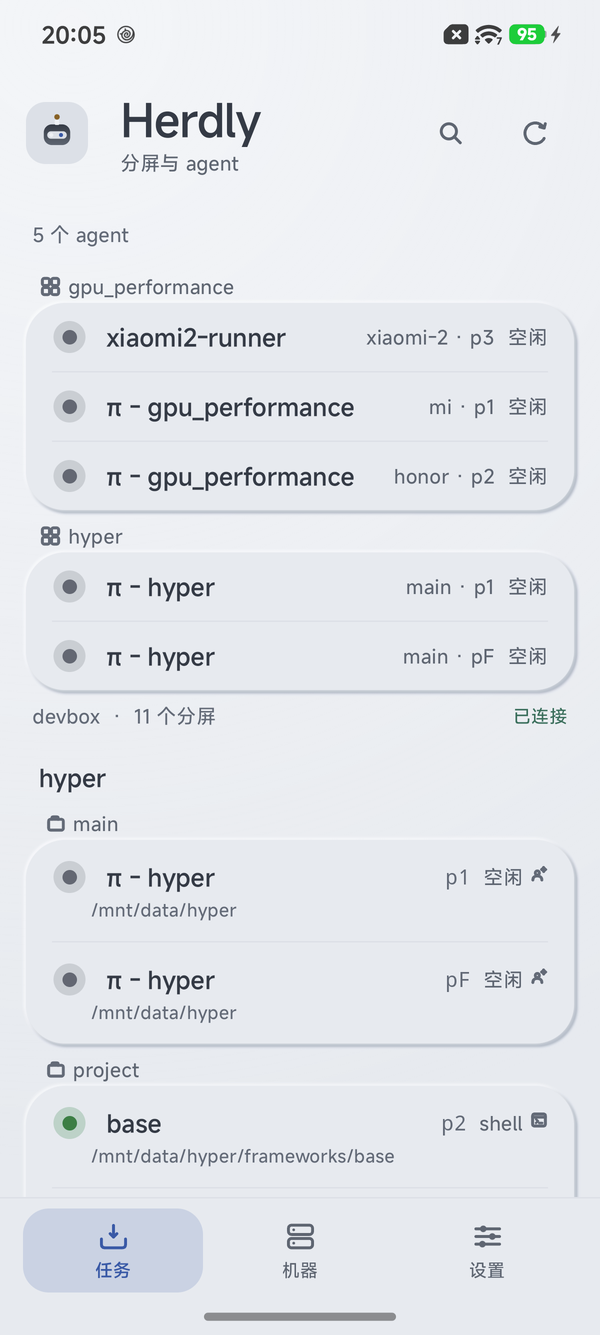 20:05 95
Herdly
分屏与 agent
5 个 agent
gpu_performance
xiaomi2-runner xiaomi-2 · p3 空闲
π - gpu_performance mi · p1 空闲
π - gpu_performance honor · p2 空闲
hyper
π - hyper main · p1 空闲
π - hyper main · pF 空闲
devbox · 11 个分屏 已连接
hyper
main
π - hyper p1 空闲
/mnt/data/hyper
π - hyper pF 空闲
/mnt/data/hyper
project
base p2 shell
/mnt/data/hyper/frameworks/base
任务 机器 设置